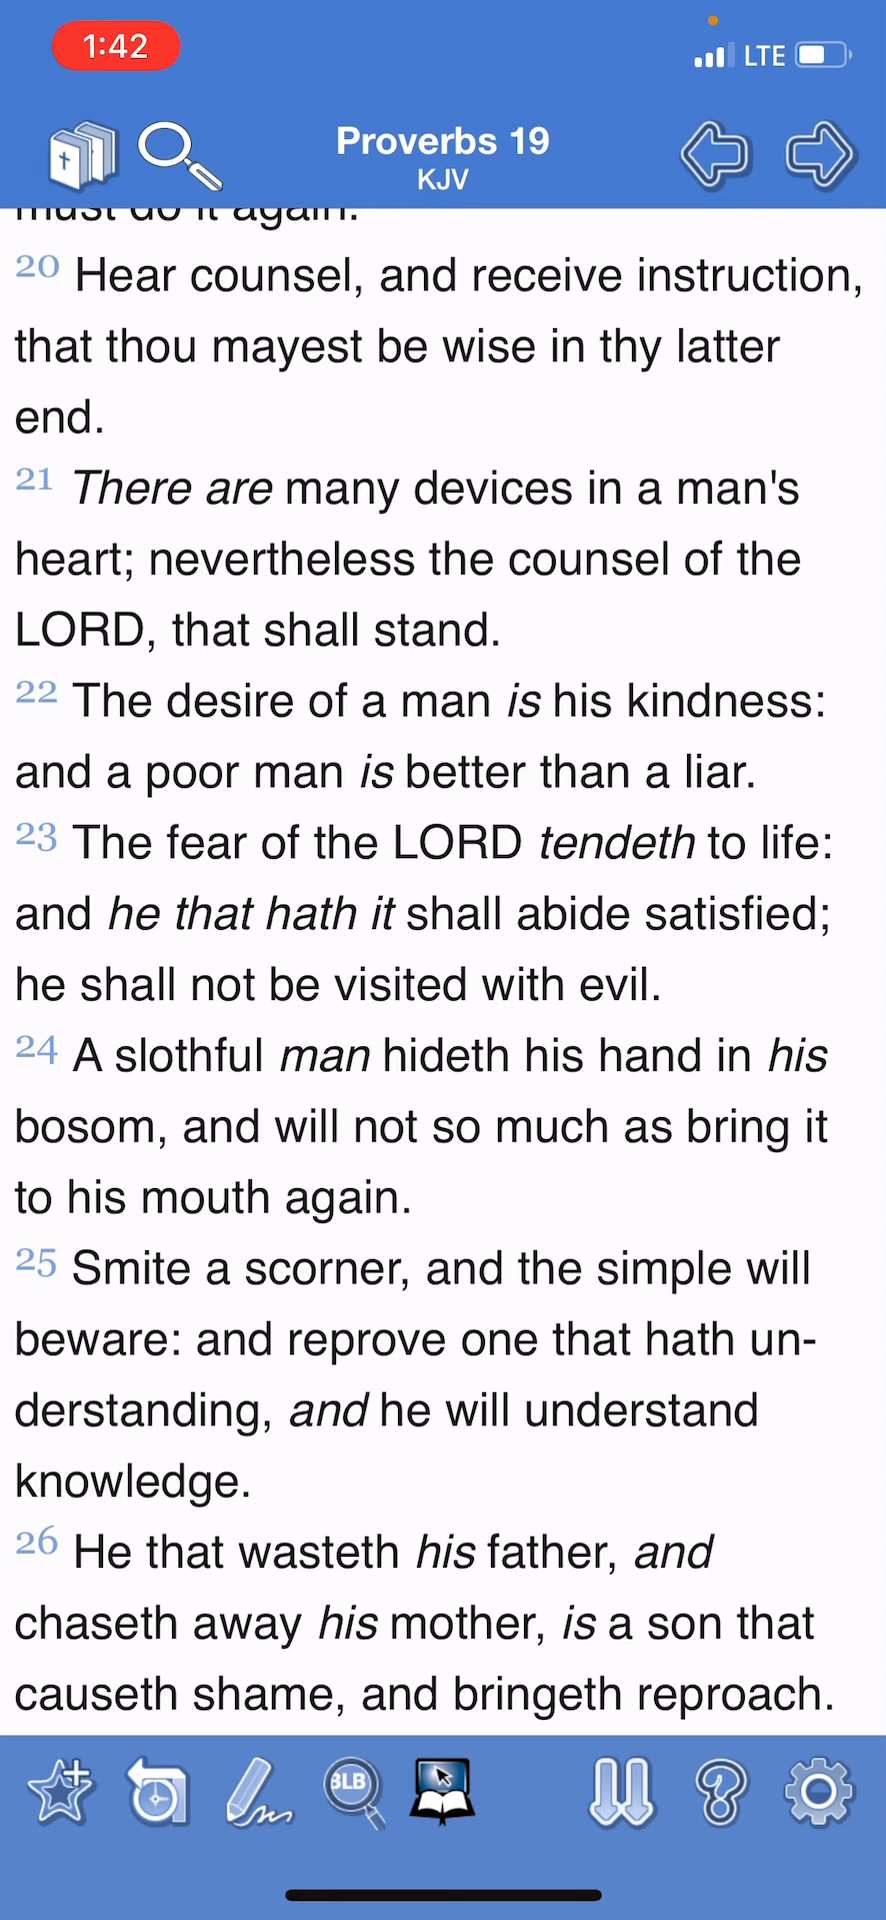 1:42
LTE
Proverbs 19
KJV
must do it again.
20 Hear counsel, and receive instruction,
that thou mayest be wise in thy latter
end.
21 There are many devices in a man's
heart; nevertheless the counsel of the
LORD, that shall stand.
22 The desire of a man is his kindness:
and a poor man is better than a liar.
23 The fear of the LORD tendeth to life:
and he that hath it shall abide satisfied;
he shall not be visited with evil.
24 A slothful man hideth his hand in his
bosom, and will not so much as bring it
to his mouth again.
25 Smite a scorner, and the simple will
beware: and reprove one that hath un-
derstanding, and he will understand
knowledge.
26 He that wasteth his father, and
chaseth away his mother, is a son that
causeth shame, and bringeth reproach.
BLB